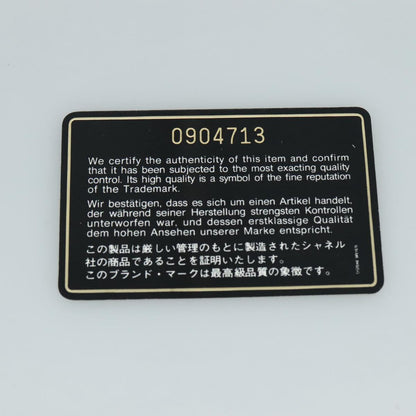 0904713
We certify the authenticity of this item and confirm
that it has been subjected to the most exacting quality
control. Its high quality is a symbol of the fine reputation
of the Trademark.
Wir bestätigen, dass es sich um einen Artikel handelt,
der während seiner Herstellung strengsten Kontrollen
unterworfen war, und dessen erstklassige Qualität
dem hohen Ansehen unserer Marke entspricht.
この製品は厳しい管理のもとに製造されたシャネル
社の商品であることを証明いたします。
このブランド・マークは最高級品質の象徴です。